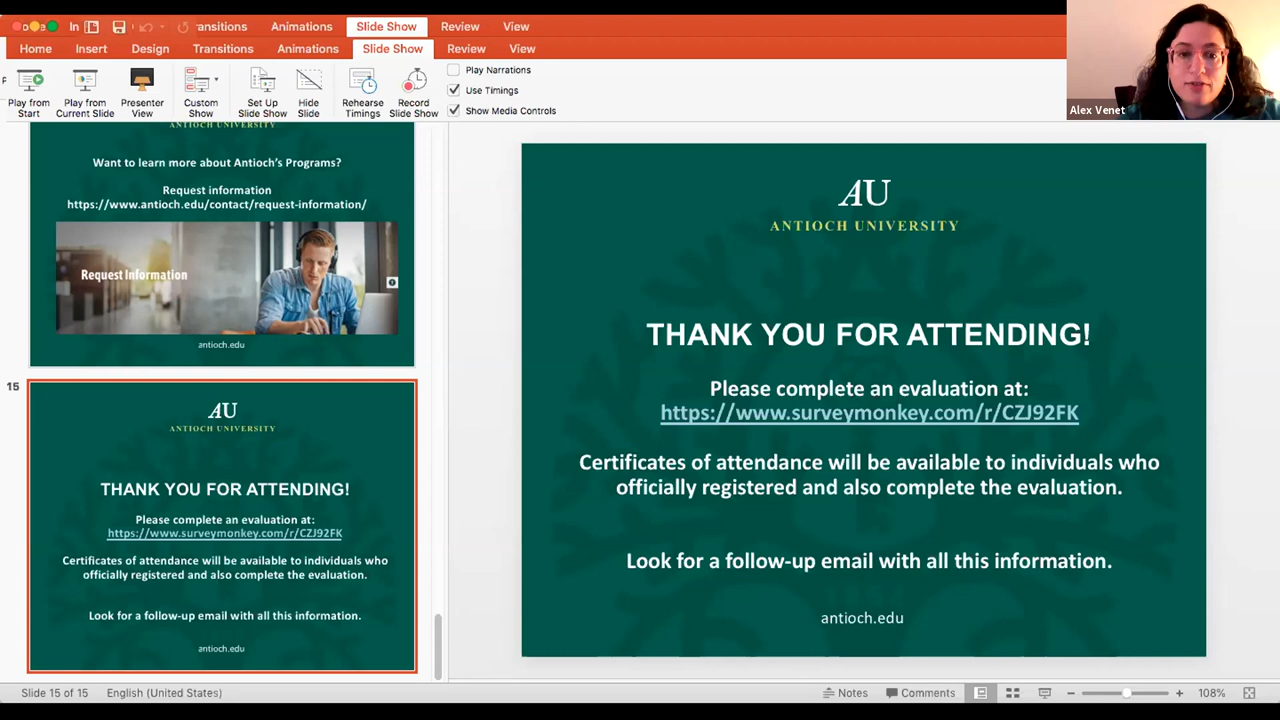 In
ransitions
Animations
Slide Show
Review
View
Home
Insert
Design
Transitions
Animations
Slide Show
Review
View
Play from Start
Play from Current Slide
Presenter View
Custom Show
Set Up Slide Show
Hide Slide
Rehearse Timings
Record Slide Show
Play Narrations
Use Timings
Show Media Controls
Alex Venet
ANTIOCH UNIVERSITY
Want to learn more about Antioch's Programs?
Request information
https://www.antioch.edu/contact/request-information/
Request Information
antioch.edu
15
AU
ANTIOCH UNIVERSITY
THANK YOU FOR ATTENDING!
Please complete an evaluation at:
https://www.surveymonkey.com/r/CZJ92FK
Certificates of attendance will be available to individuals who
officially registered and also complete the evaluation.
Look for a follow-up email with all this information.
antioch.edu
AU
ANTIOCH UNIVERSITY
THANK YOU FOR ATTENDING!
Please complete an evaluation at:
https://www.surveymonkey.com/r/CZJ92FK
Certificates of attendance will be available to individuals who
officially registered and also complete the evaluation.
Look for a follow-up email with all this information.
antioch.edu
Slide 15 of 15
English (United States)
Notes
Comments
108%